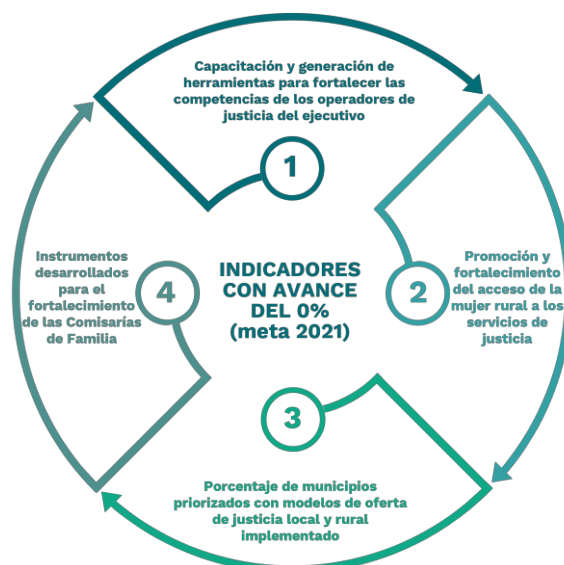 Capacitación y generación de
herramientas para fortalecer las
competencias de los operadores de
justicia del ejecutivo
1
INDICADORES
CON AVANCE
DEL 0%
(meta 2021)
2
Promoción y
fortalecimiento
del acceso de la
mujer rural a los
servicios de
justicia
3
Porcentaje de municipios
priorizados con modelos de oferta
de justicia local y rural
implementado
4
Instrumentos
desarrollados
para el
fortalecimiento
de las Comisarías
de Familia